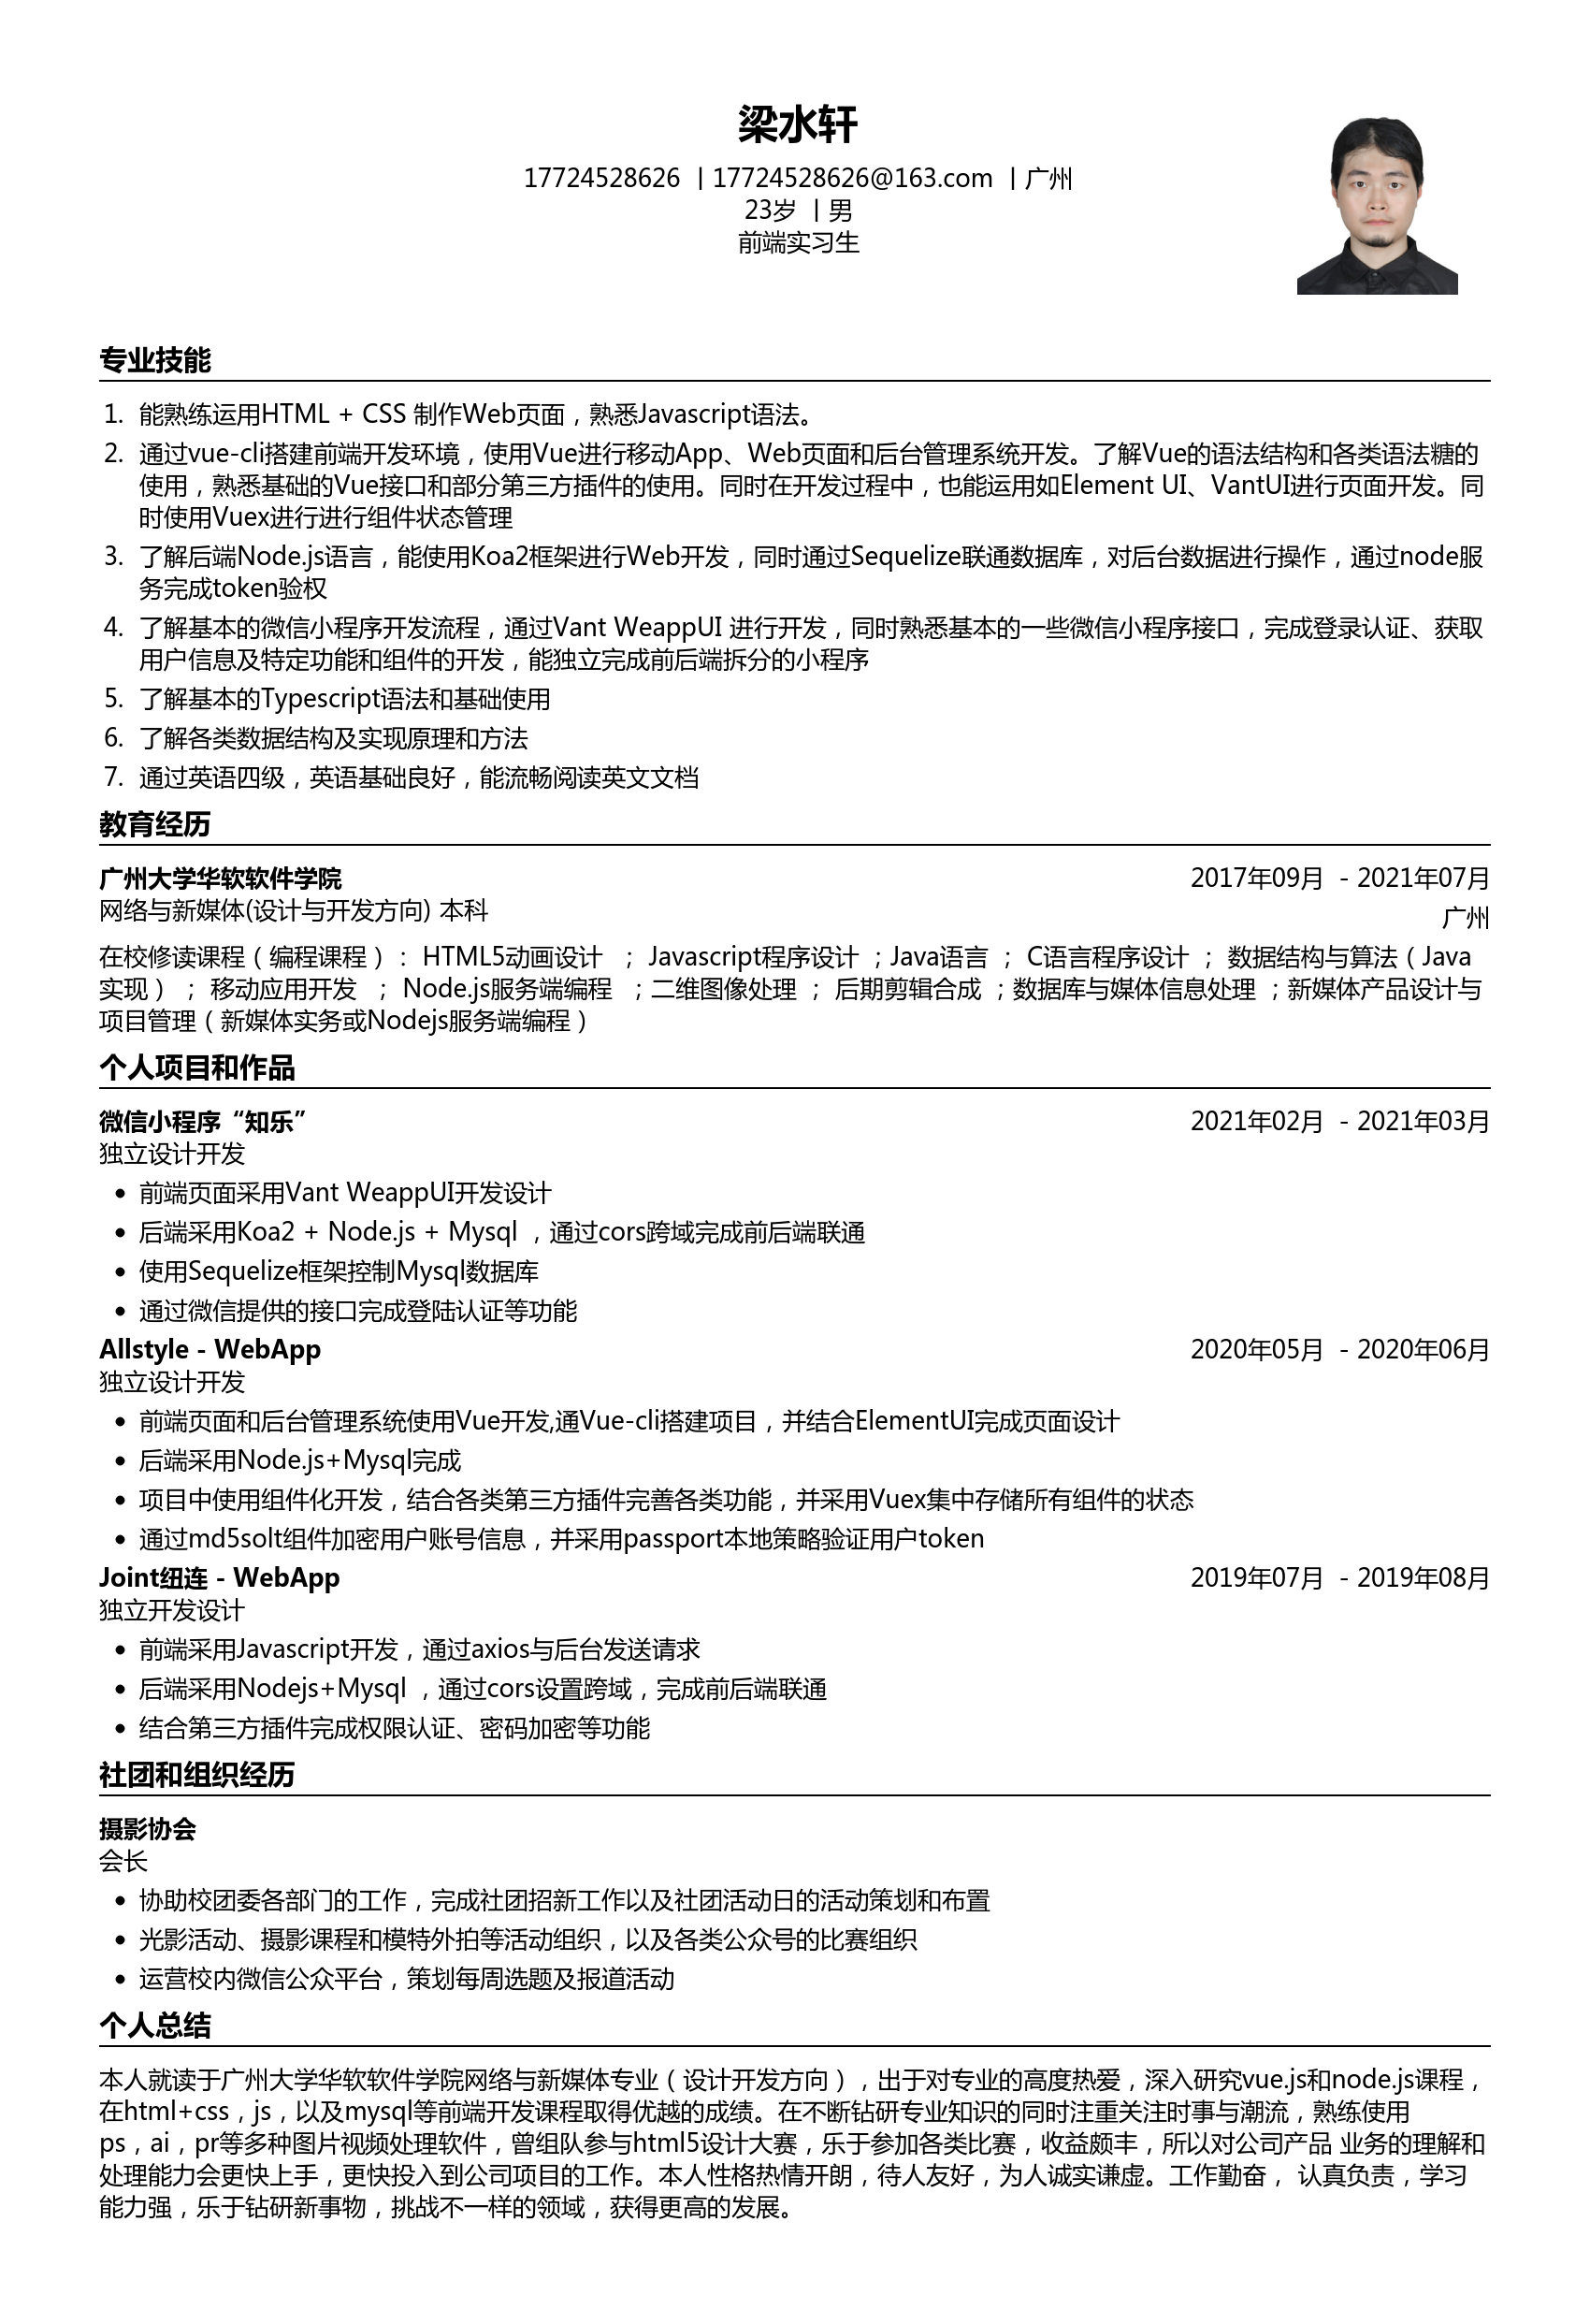 梁水轩
17724528626 | 17724528626@163.com | 广州
23岁 | 男
前端实习生
专业技能
1. 能熟练运用HTML + CSS 制作Web页面，熟悉Javascript语法。
2. 通过vue-cli搭建前端开发环境，使用Vue进行移动App、Web页面和后台管理系统开发。了解Vue的语法结构和各类语法糖的
使用，熟悉基础的Vue接口和部分第三方插件的使用。同时在开发过程中，也能运用如Element UI、VantUI进行页面开发。同
时使用Vuex进行进行组件状态管理
3. 了解后端Node.js语言，能使用Koa2框架进行Web开发，同时通过Sequelize联通数据库，对后台数据进行操作，通过node服
务完成token验权
4. 了解基本的微信小程序开发流程，通过Vant WeappUI 进行开发，同时熟悉基本的一些微信小程序接口，完成登录认证、获取
用户信息及特定功能和组件的开发，能独立完成前后端拆分的小程序
5. 了解基本的Typescript语法和基础使用
6. 了解各类数据结构及实现原理和方法
7. 通过英语四级，英语基础良好，能流畅阅读英文文档
教育经历
广州大学华软软件学院 2017年09月 - 2021年07月
网络与新媒体(设计与开发方向) 本科 广州
在校修读课程（编程课程）： HTML5动画设计 ； Javascript程序设计 ；Java语言 ； C语言程序设计 ； 数据结构与算法（Java
实现） ； 移动应用开发 ； Node.js服务端编程 ；二维图像处理 ； 后期剪辑合成 ；数据库与媒体信息处理 ；新媒体产品设计与
项目管理（新媒体实务或Nodejs服务端编程）
个人项目和作品
微信小程序“知乐” 2021年02月 - 2021年03月
独立设计开发
• 前端页面采用Vant WeappUI开发设计
• 后端采用Koa2 + Node.js + Mysql ，通过cors跨域完成前后端联通
• 使用Sequelize框架控制Mysql数据库
• 通过微信提供的接口完成登陆认证等功能
Allstyle - WebApp 2020年05月 - 2020年06月
独立设计开发
• 前端页面和后台管理系统使用Vue开发,通Vue-cli搭建项目，并结合ElementUI完成页面设计
• 后端采用Node.js+Mysql完成
• 项目中使用组件化开发，结合各类第三方插件完善各类功能，并采用Vuex集中存储所有组件的状态
• 通过md5solt组件加密用户账号信息，并采用passport本地策略验证用户token
Joint纽连 - WebApp 2019年07月 - 2019年08月
独立开发设计
• 前端采用Javascript开发，通过axios与后台发送请求
• 后端采用Nodejs+Mysql ，通过cors设置跨域，完成前后端联通
• 结合第三方插件完成权限认证、密码加密等功能
社团和组织经历
摄影协会
会长
• 协助校团委各部门的工作，完成社团招新工作以及社团活动日的活动策划和布置
• 光影活动、摄影课程和模特外拍等活动组织，以及各类公众号的比赛组织
• 运营校内微信公众平台，策划每周选题及报道活动
个人总结
本人就读于广州大学华软软件学院网络与新媒体专业（设计开发方向），出于对专业的高度热爱，深入研究vue.js和node.js课程，
在html+css，js，以及mysql等前端开发课程取得优越的成绩。在不断钻研专业知识的同时注重关注时事与潮流，熟练使用
ps，ai，pr等多种图片视频处理软件，曾组队参与html5设计大赛，乐于参加各类比赛，收益颇丰，所以对公司产品 业务的理解和
处理能力会更快上手，更快投入到公司项目的工作。本人性格热情开朗，待人友好，为人诚实谦虚。工作勤奋， 认真负责，学习
能力强，乐于钻研新事物，挑战不一样的领域，获得更高的发展。